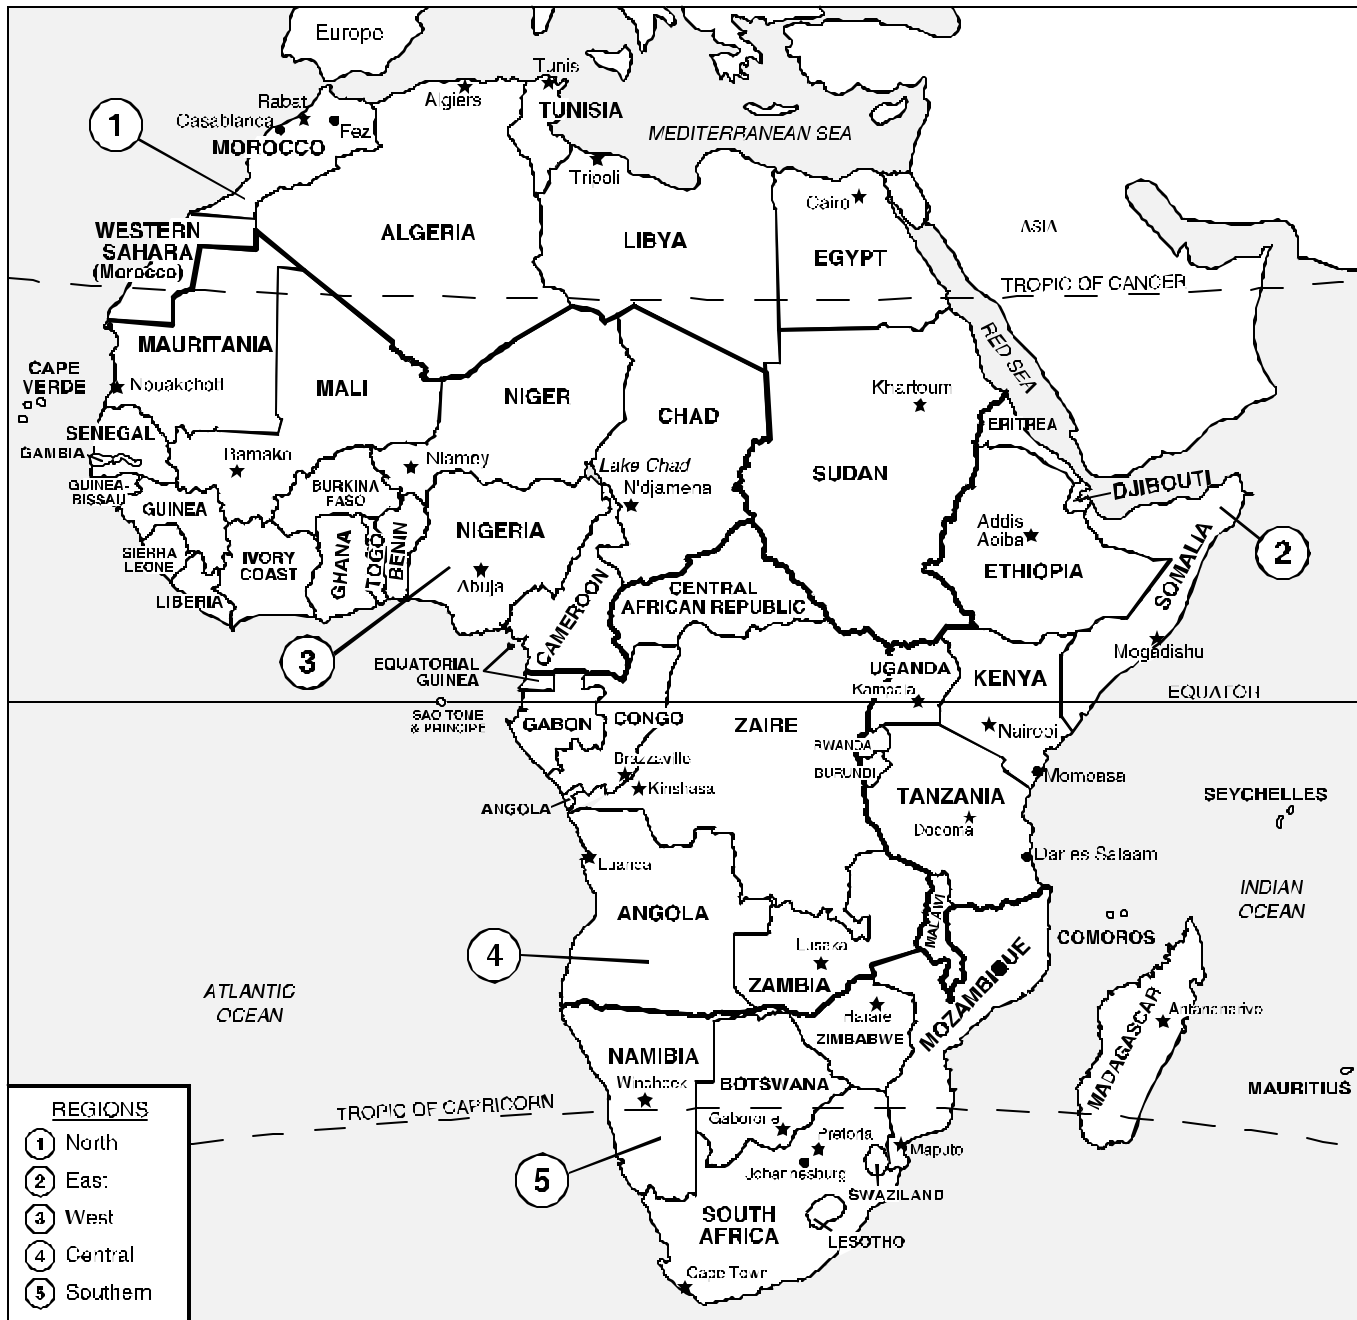 Europe
Tunis
Algiers
TUNISIA
Rabat
Casablanca
Fez
MOROCCO
1
MEDITERRANEAN SEA
Tripoli
Cairo
WESTERN
SAHARA
(Morocco)
ALGERIA
LIBYA
EGYPT
ASIA
TROPIC OF CANCER
RED SEA
MAURITANIA
Nouakchott
CAPE
VERDE
MALI
NIGER
CHAD
Khartoum
ERITREA
SENEGAL
GAMBIA
Bamako
Niamey
Lake Chad
N'djamena
SUDAN
DJIBOUTI
GUINEA-
BISSAU
GUINEA
BURKINA
FASO
NIGERIA
Addis
ETHIOPIA
SOMALIA
2
SIERRA
LEONE
IVORY
COAST
GHANA
TOGO
BENIN
Abuja
LIBERIA
CAMEROON
CENTRAL
AFRICAN REPUBLIC
3
EQUATORIAL
GUINEA
UGANDA
Kampala
KENYA
Mogadishu
EQUATOR
SAO TOME
& PRINCIPE
GABON
CONGO
ZAIRE
Nairobi
RWANDA
BURUNDI
Brazzaville
Kinshasa
ANGOLA
Mombasa
TANZANIA
Dodoma
SEYCHELLES
Dar es Salaam
Luanda
ANGOLA
INDIAN
OCEAN
COMOROS
MALAWI
4
Lusaka
ZAMBIA
MOZAMBIQUE
ATLANTIC
OCEAN
Harare
ZIMBABWE
MADAGASCAR
Antananarivo
NAMIBIA
Windhoek
BOTSWANA
MAURITIUS
TROPIC OF CAPRICORN
Gaborone
Pretoria
Johannesburg
Maputo
5
SWAZILAND
SOUTH
AFRICA
LESOTHO
Cape Town
REGIONS
1 North
2 East
3 West
4 Central
5 Southern